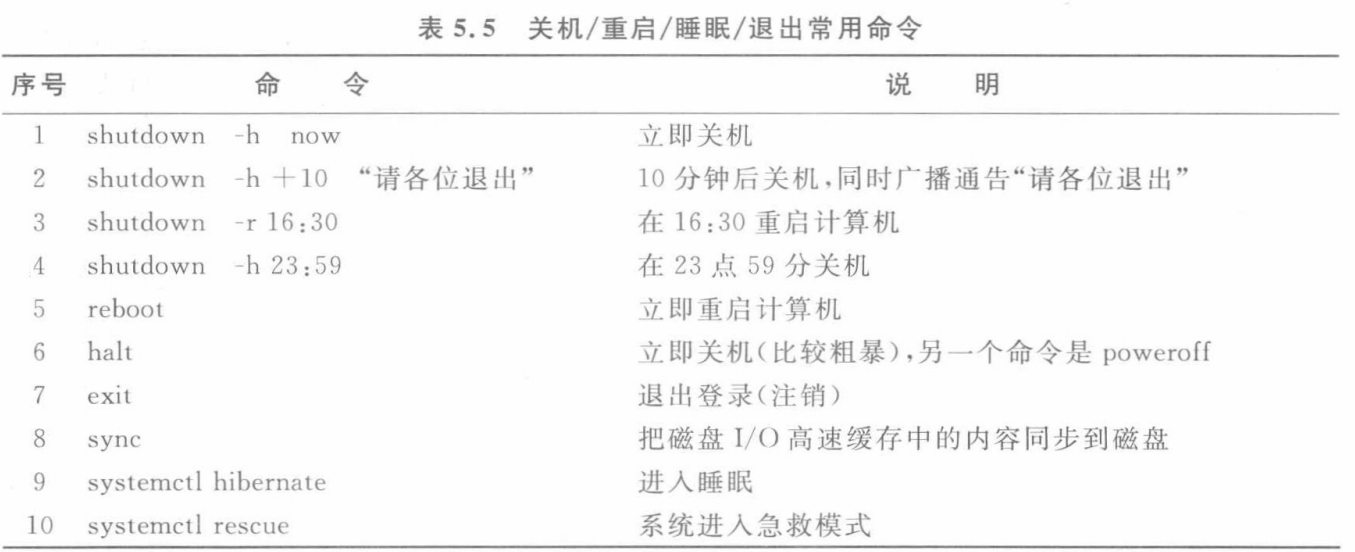 表 5.5 关机/重启/睡眠/退出常用命令
序号 命 令 说 明
1 shutdown -h now 立即关机
2 shutdown -h +10 “请各位退出” 10 分钟后关机,同时广播通告“请各位退出”
3 shutdown -r 16:30 在 16:30 重启计算机
4 shutdown -h 23:59 在 23 点 59 分关机
5 reboot 立即重启计算机
6 halt 立即关机(比较粗暴),另一个命令是 poweroff
7 exit 退出登录(注销)
8 sync 把磁盘 I/O 高速缓存中的内容同步到磁盘
9 systemctl hibernate 进入睡眠
10 systemctl rescue 系统进入急救模式